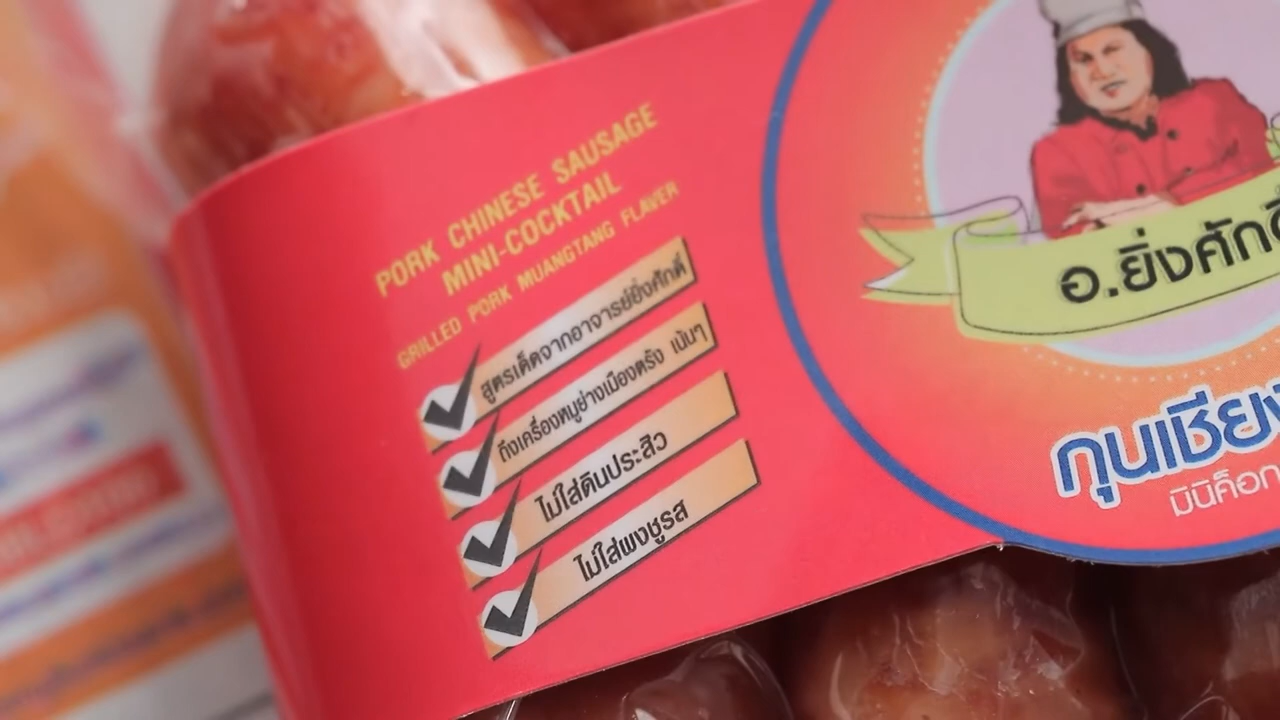 PORK CHINESE SAUSAGE
MINI-COCKTAIL
GRILLED PORK MUANGTANG FLAVER
สูตรเด็ดจากอาจารย์ยิ่งศักดิ์
ถึงเครื่องหมูย่างเมืองตรัง เน้นๆ
ไม่ใส่ดินประสิว
ไม่ใส่ผงชูรส
อ.ยิ่งศักดิ์
กุนเชียง
มินิค็อก